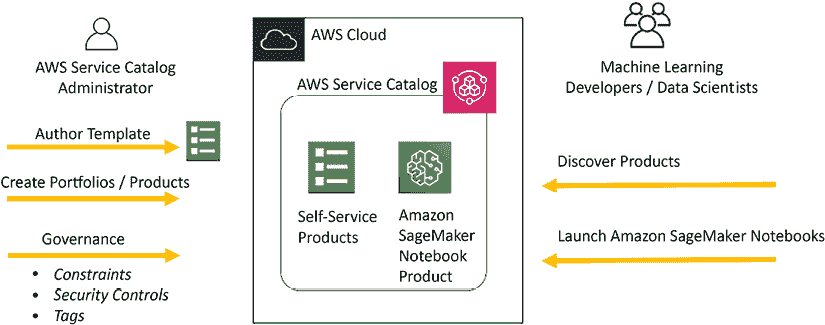 AWS Service Catalog
Administrator
Author Template
Create Portfolios / Products
Governance
• Constraints
• Security Controls
• Tags
AWS Cloud
AWS Service Catalog
Self-Service
Products
Amazon
SageMaker
Notebook
Product
Machine Learning
Developers / Data Scientists
Discover Products
Launch Amazon SageMaker Notebooks